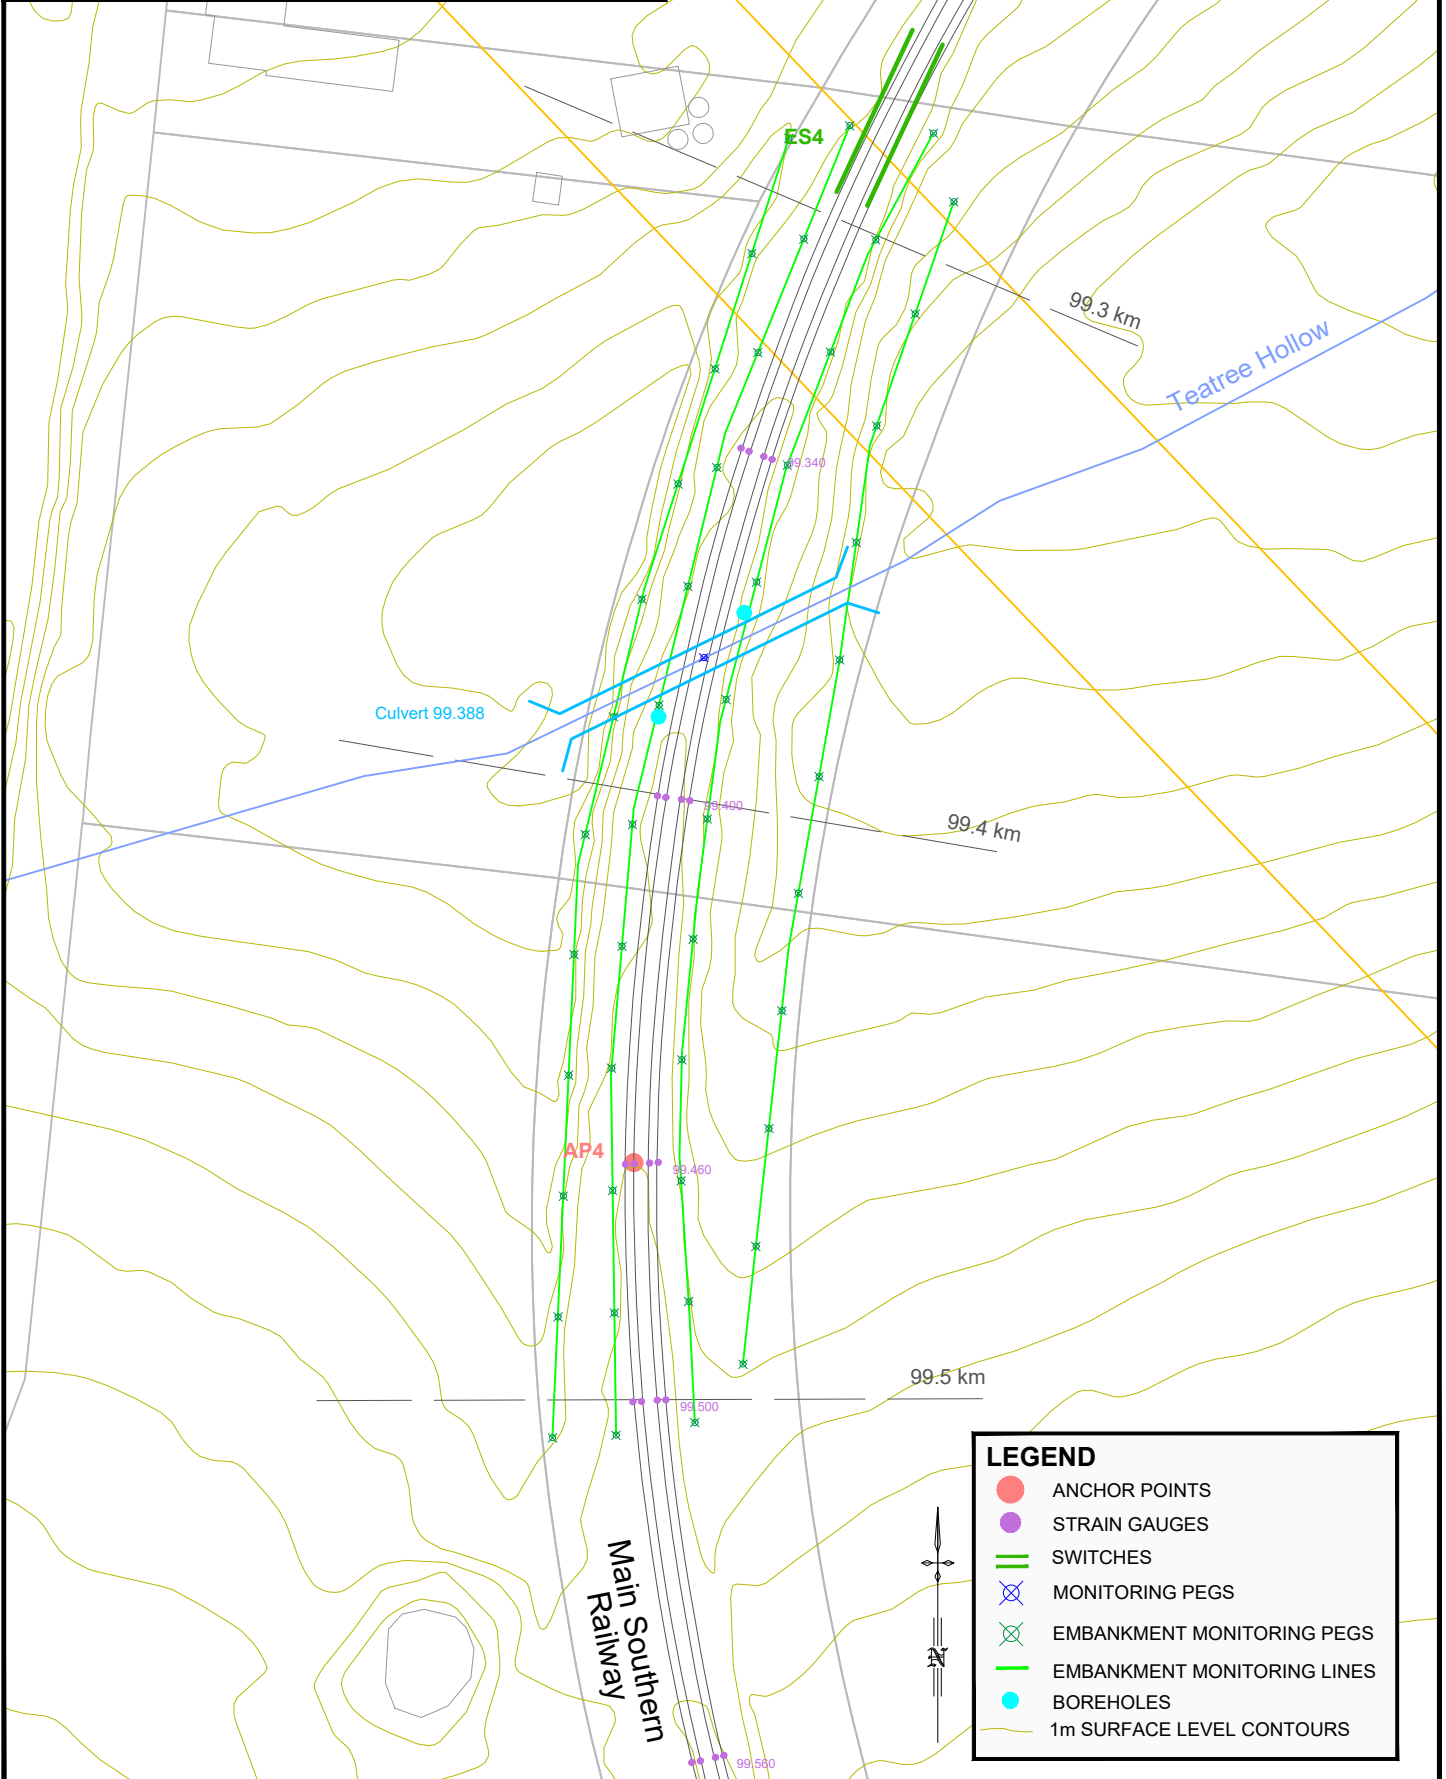 ES4
99.3 km
Teatree Hollow
99.340
Culvert 99.388
99.400
99.4 km
AP4
99.460
99.5 km
99.500
Main Southern
Railway
99.560
N
LEGEND
ANCHOR POINTS
STRAIN GAUGES
SWITCHES
MONITORING PEGS
EMBANKMENT MONITORING PEGS
EMBANKMENT MONITORING LINES
BOREHOLES
1m SURFACE LEVEL CONTOURS